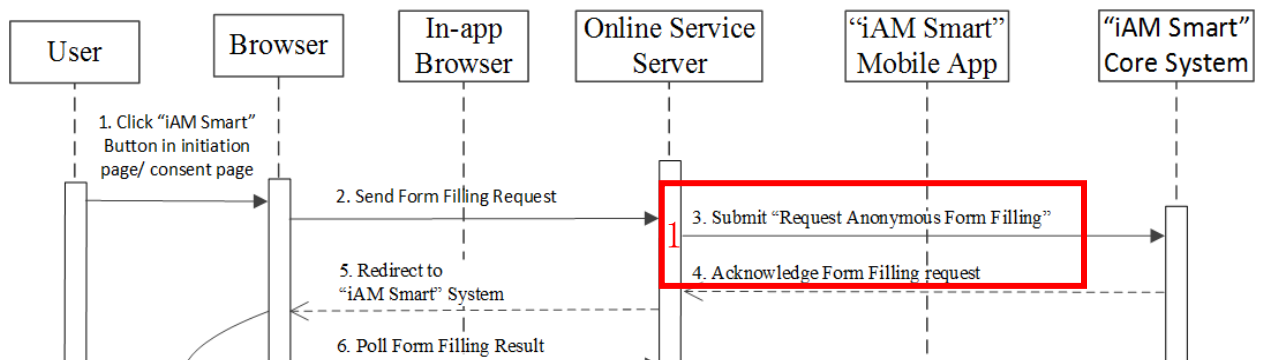 User
Browser
In-app
Browser
Online Service
Server
“iAM Smart”
Mobile App
“iAM Smart”
Core System
1. Click “iAM Smart”
Button in initiation
page/ consent page
2. Send Form Filling Request
1
3. Submit “Request Anonymous Form Filling”
4. Acknowledge Form Filling request
5. Redirect to
“iAM Smart” System
6. Poll Form Filling Result